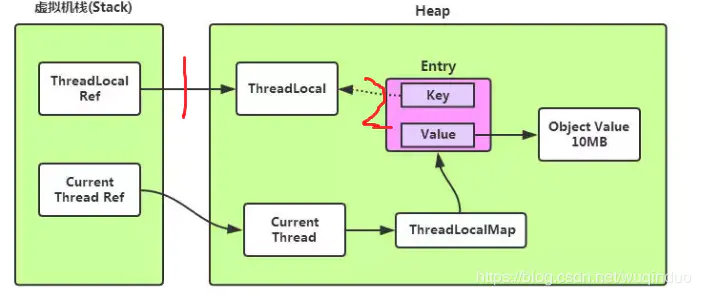 虚拟机栈(Stack)
Heap
ThreadLocal
Ref
ThreadLocal
Entry
Key
Value
Object Value
10MB
Current
Thread Ref
Current
Thread
ThreadLocalMap
https://blog.csdn.net/wuqinduo